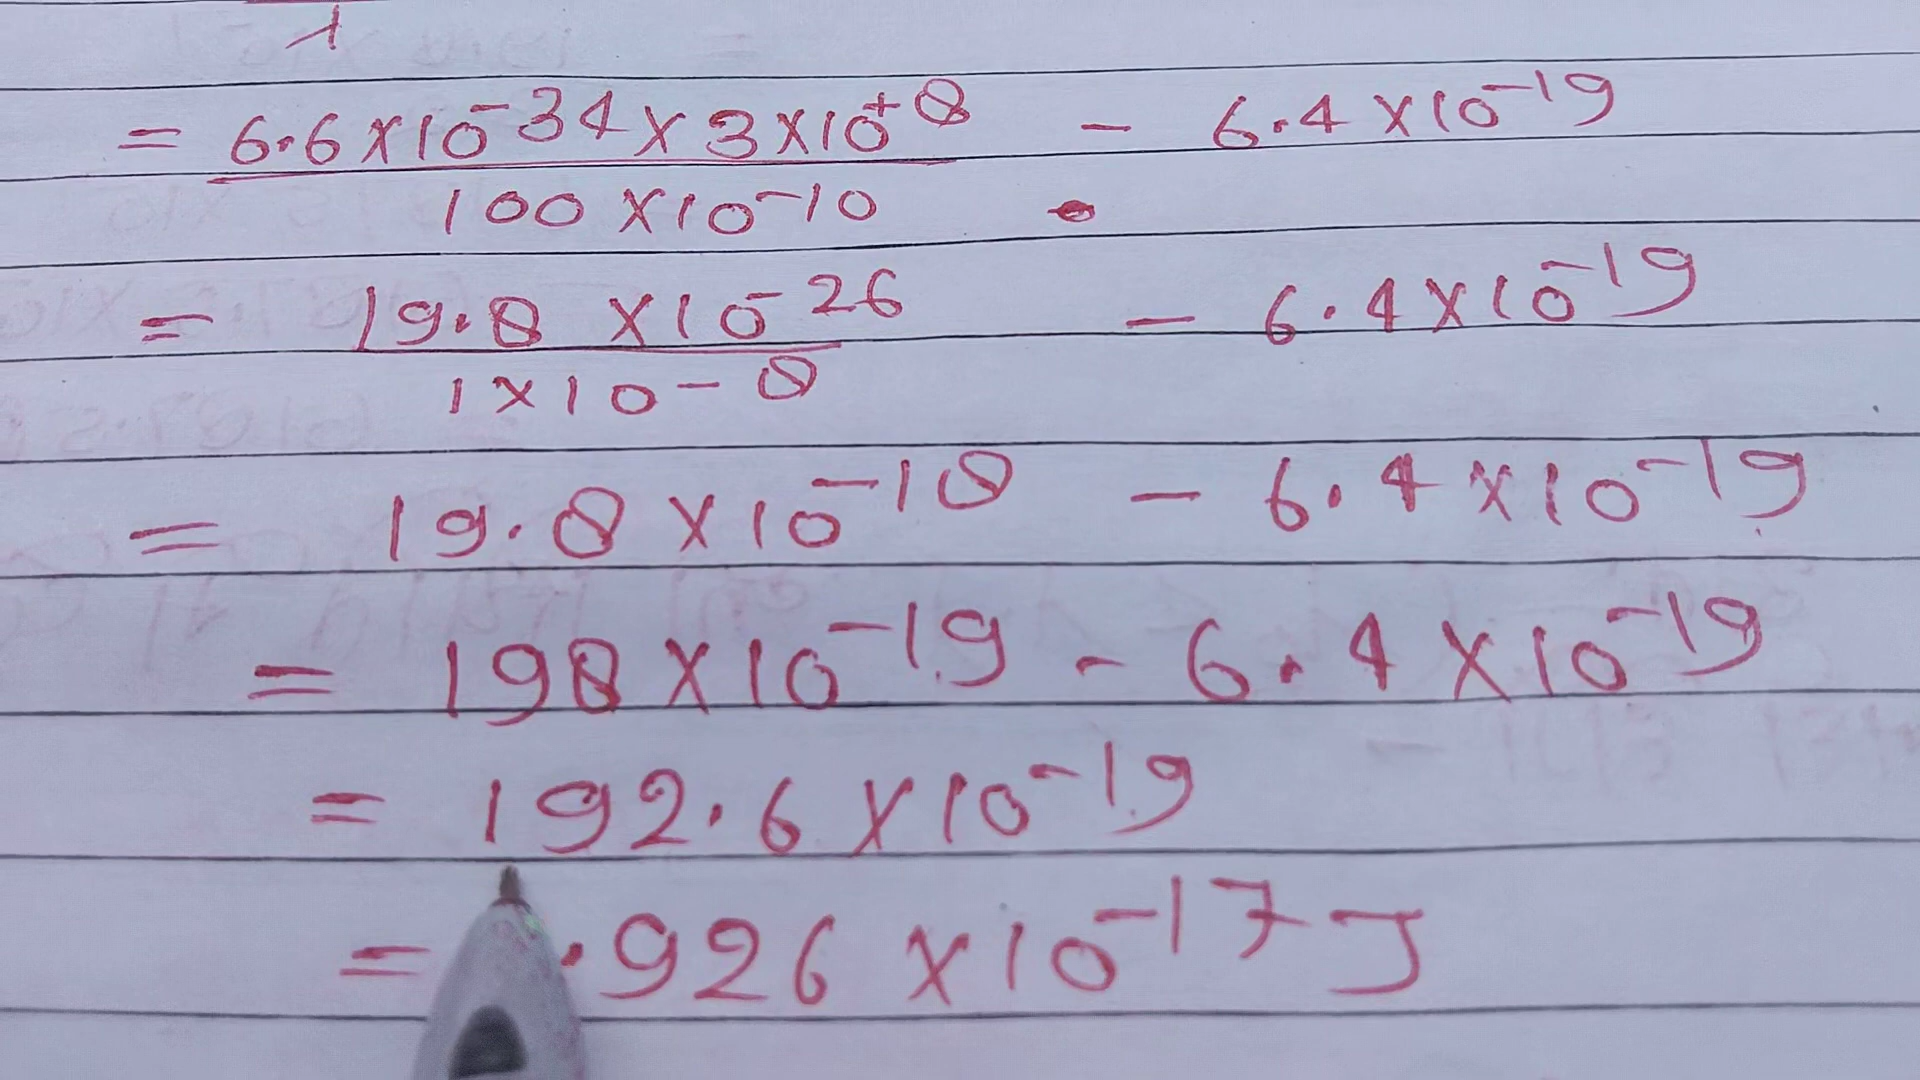 λ
= 6.6 × 10⁻³⁴ × 3 × 10⁺⁸ / 100 × 10⁻¹⁰ − 6.4 × 10⁻¹⁹
= 19.8 × 10⁻²⁶ / 1 × 10⁻⁸ − 6.4 × 10⁻¹⁹
= 19.8 × 10⁻¹⁸ − 6.4 × 10⁻¹⁹
= 198 × 10⁻¹⁹ − 6.4 × 10⁻¹⁹
= 192.6 × 10⁻¹⁹
= .926 × 10⁻¹⁷ J